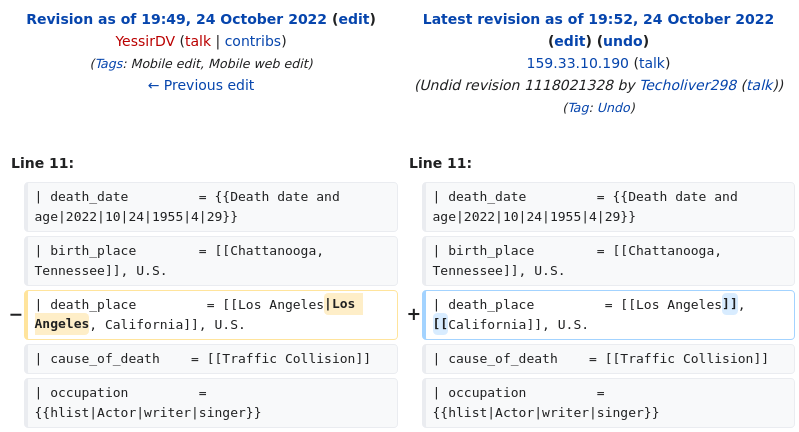 Revision as of 19:49, 24 October 2022 (edit)
YessirDV (talk | contribs)
(Tags: Mobile edit, Mobile web edit)
← Previous edit
Latest revision as of 19:52, 24 October 2022
(edit) (undo)
159.33.10.190 (talk)
(Undid revision 1118021328 by Techoliver298 (talk))
(Tag: Undo)
Line 11:
| death_date         = {{Death date and
age|2022|10|24|1955|4|29}}
| birth_place        = [[Chattanooga,
Tennessee]], U.S.
− | death_place         = [[Los Angeles|Los
Angeles, California]], U.S.
| cause_of_death    = [[Traffic Collision]]
| occupation         =
{{hlist|Actor|writer|singer}}
Line 11:
| death_date         = {{Death date and
age|2022|10|24|1955|4|29}}
| birth_place        = [[Chattanooga,
Tennessee]], U.S.
+ | death_place         = [[Los Angeles]],
[[California]], U.S.
| cause_of_death    = [[Traffic Collision]]
| occupation         =
{{hlist|Actor|writer|singer}}